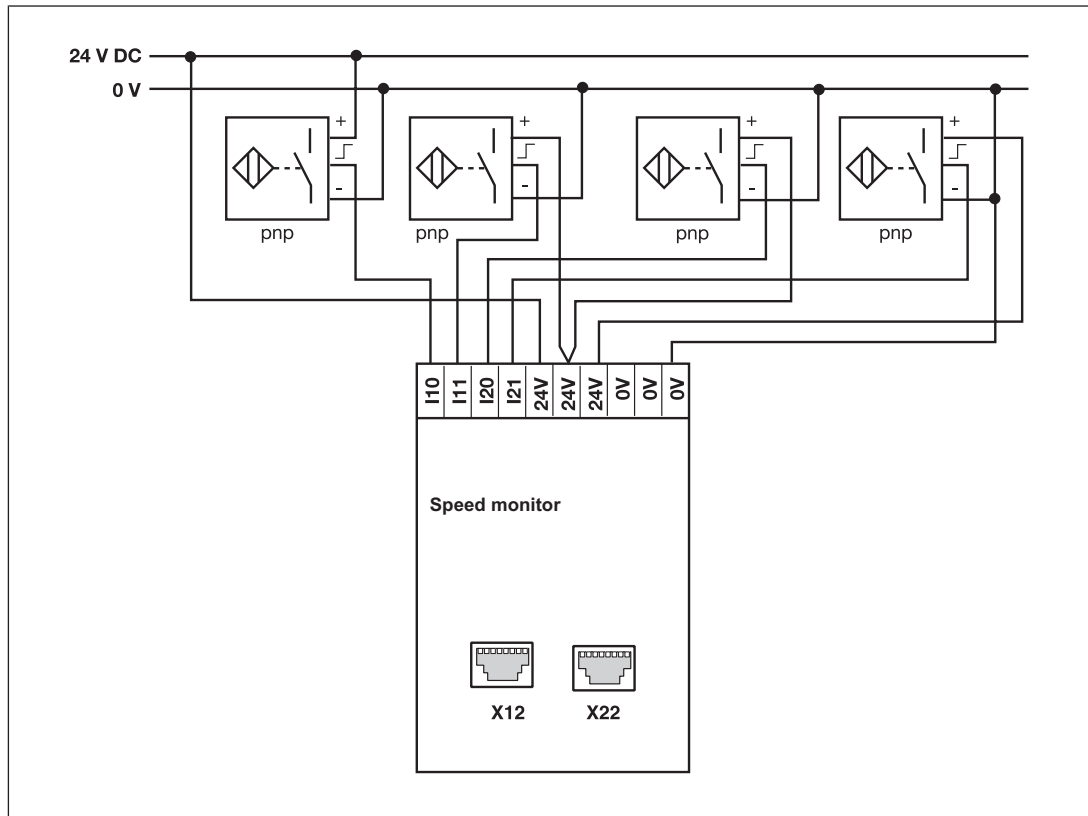 24 V DC
0 V
+ + + +
- - - -
pnp pnp pnp pnp
I10 I11 I20 I21 24V 24V 24V 0V 0V 0V
Speed monitor
X12 X22